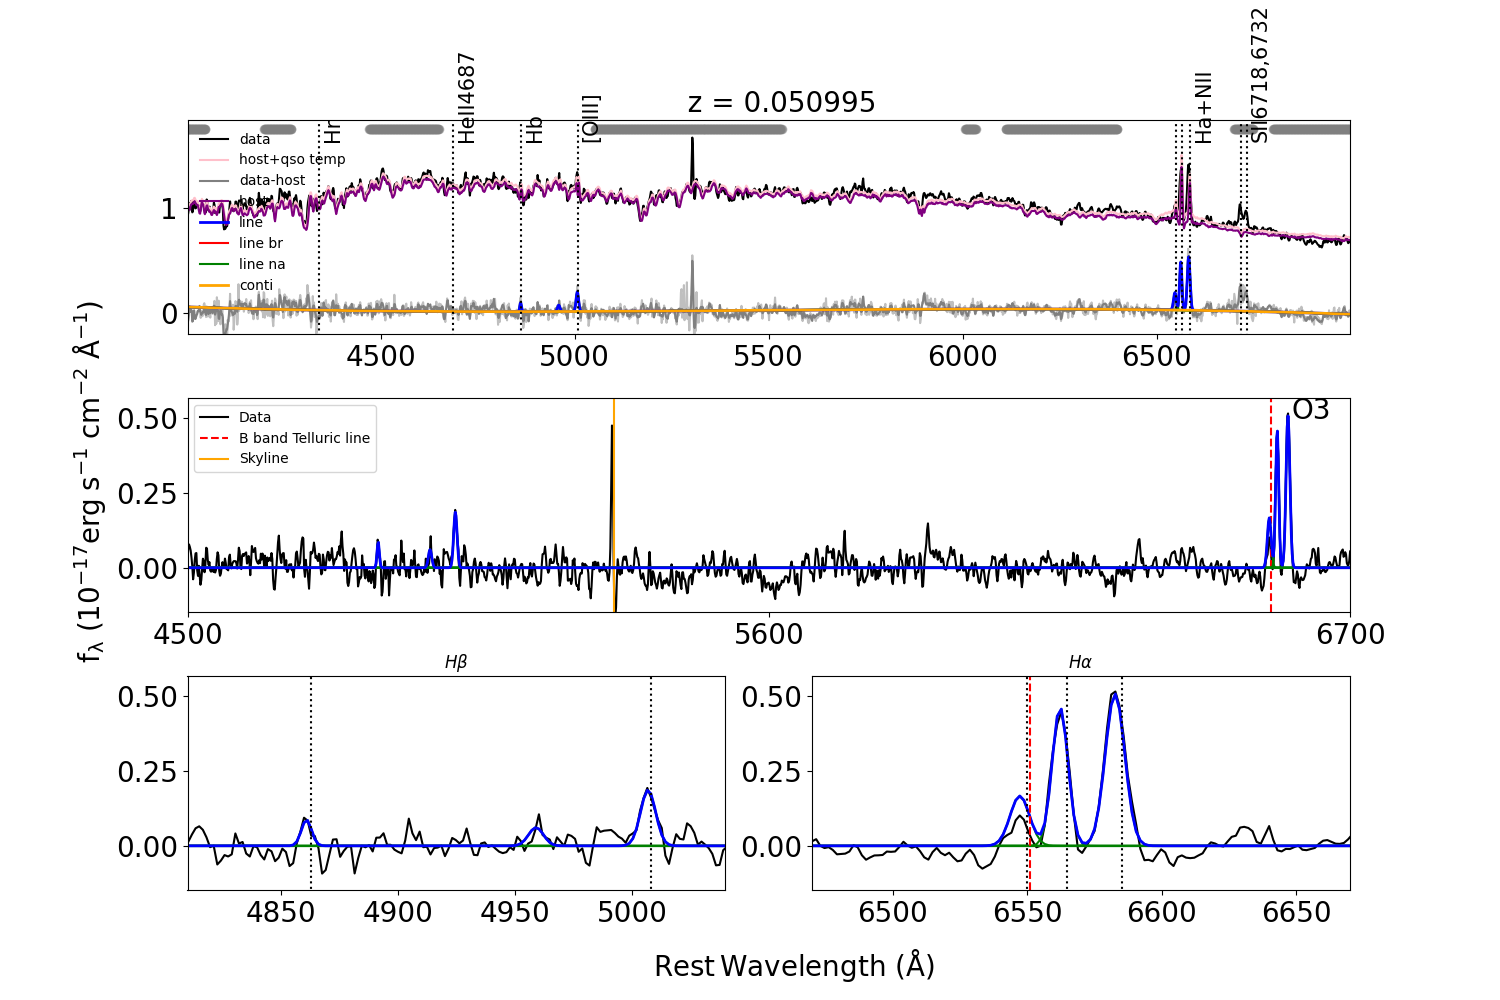 z = 0.050995
Hr
HeII4687
Hb
[OIII]
Ha+NII
SII6718,6732
data
host+qso temp
data-host
host
line
line br
line na
conti
1
0
4500
5000
5500
6000
6500
fλ (10⁻¹⁷erg s⁻¹ cm⁻² Å⁻¹)
Data
B band Telluric line
Skyline
O3
0.50
0.25
0.00
4500
5600
6700
Hβ
0.50
0.25
0.00
4850
4900
4950
5000
Hα
0.50
0.25
0.00
6500
6550
6600
6650
Rest Wavelength (Å)